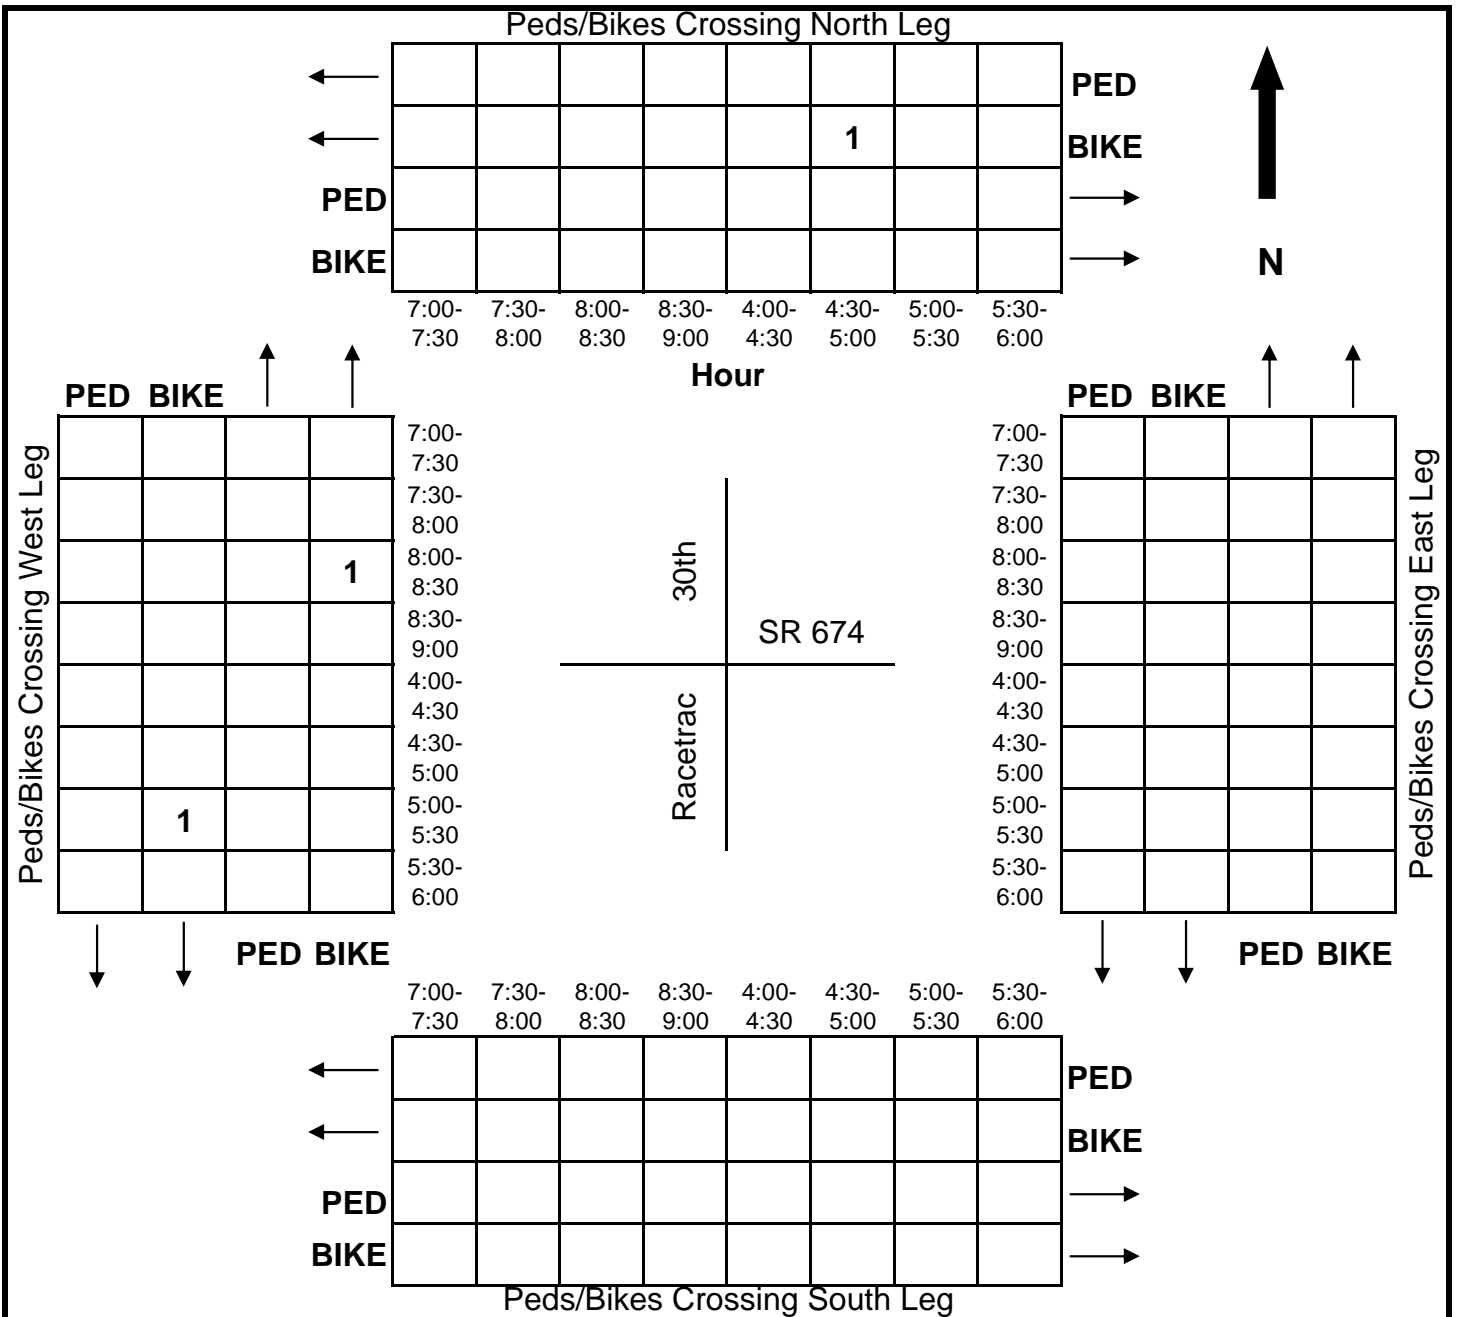 Peds/Bikes Crossing North Leg
PED
1
BIKE
PED
BIKE
N
7:00- 7:30- 8:00- 8:30- 4:00- 4:30- 5:00- 5:30-
7:30 8:00 8:30 9:00 4:30 5:00 5:30 6:00
Hour
PED BIKE
Peds/Bikes Crossing West Leg
7:00-
7:30
7:30-
8:00
1
8:00-
8:30
8:30-
9:00
4:00-
4:30
4:30-
5:00
1
5:00-
5:30
5:30-
6:00
PED BIKE
30th
SR 674
Racetrac
PED BIKE
7:00-
7:30
7:30-
8:00
8:00-
8:30
8:30-
9:00
4:00-
4:30
4:30-
5:00
5:00-
5:30
5:30-
6:00
Peds/Bikes Crossing East Leg
PED BIKE
7:00- 7:30- 8:00- 8:30- 4:00- 4:30- 5:00- 5:30-
7:30 8:00 8:30 9:00 4:30 5:00 5:30 6:00
PED
BIKE
PED
BIKE
Peds/Bikes Crossing South Leg